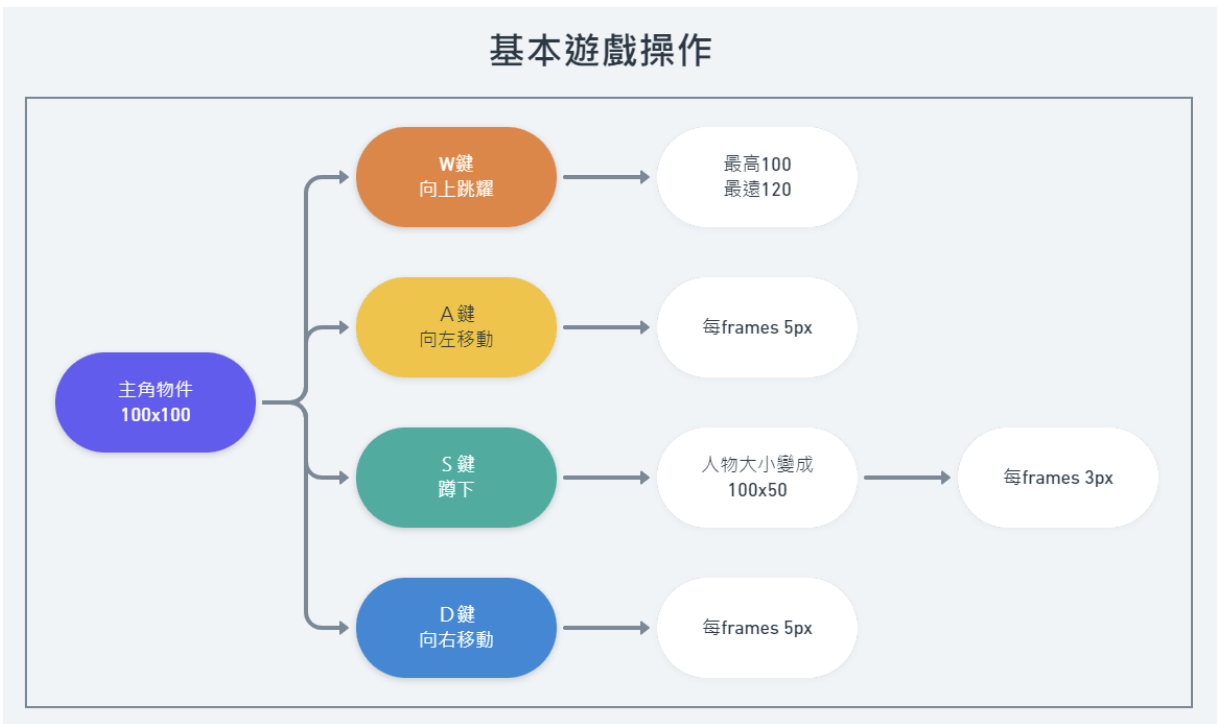 基本遊戲操作
W鍵
向上跳耀
最高100
最遠120
Ａ鍵
向左移動
每frames 5px
主角物件
100x100
Ｓ鍵
蹲下
人物大小變成
100x50
每frames 3px
Ｄ鍵
向右移動
每frames 5px